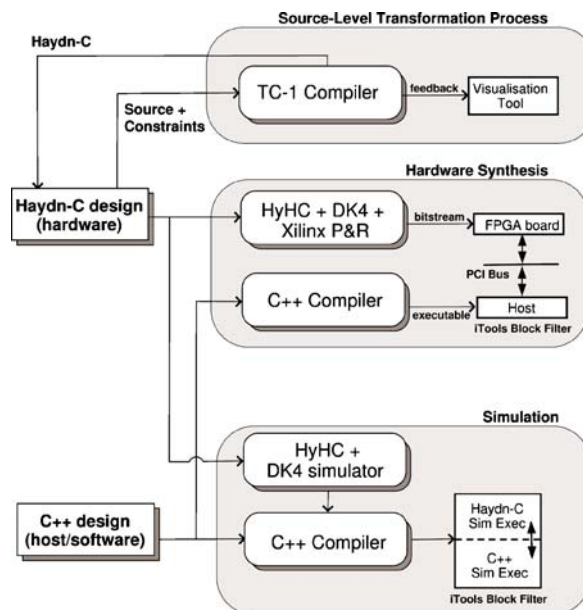 Source-Level Transformation Process
Haydn-C
TC-1 Compiler
feedback
Visualisation
Tool
Source +
Constraints
Hardware Synthesis
Haydn-C design
(hardware)
HyHC + DK4 +
Xilinx P&R
bitstream
FPGA board
PCI Bus
C++ Compiler
executable
Host
iTools Block Filter
Simulation
HyHC +
DK4 simulator
C++ design
(host/software)
C++ Compiler
Haydn-C
Sim Exec
C++
Sim Exec
iTools Block Filter